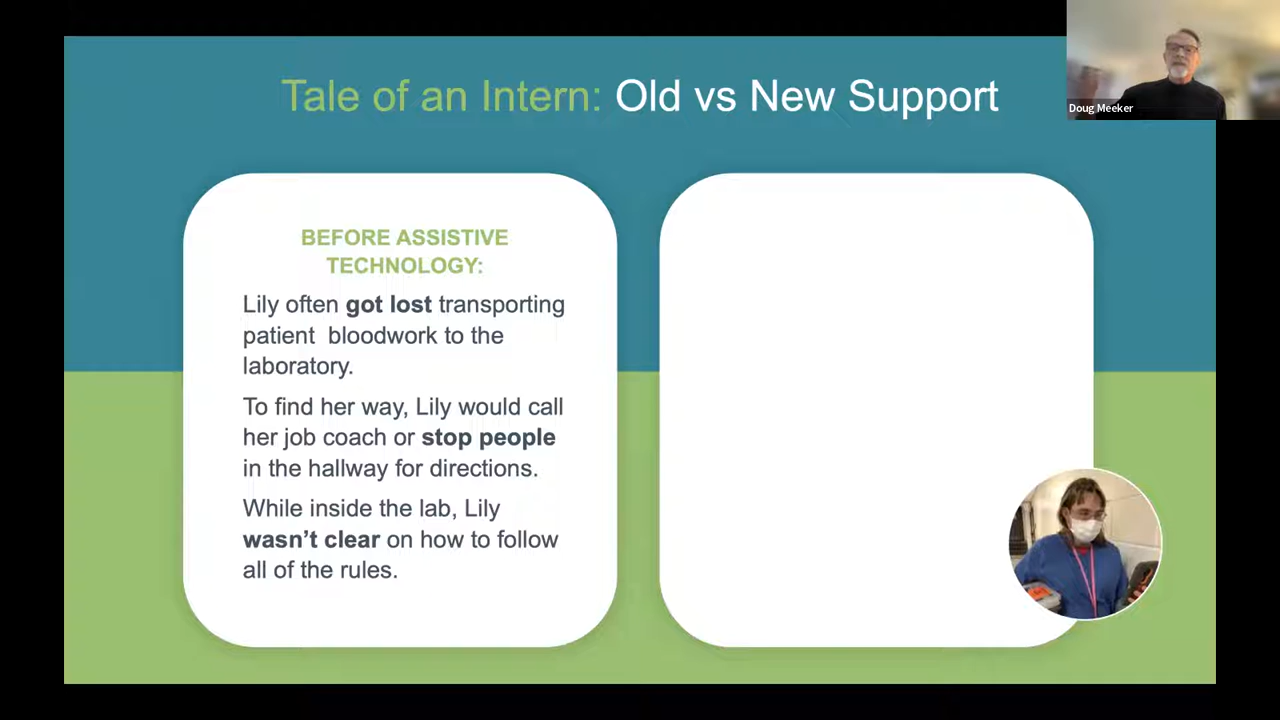 Tale of an Intern: Old vs New Support
Doug Meeker
BEFORE ASSISTIVE
TECHNOLOGY:
Lily often got lost transporting
patient  bloodwork to the
laboratory.
To find her way, Lily would call
her job coach or stop people
in the hallway for directions.
While inside the lab, Lily
wasn’t clear on how to follow
all of the rules.